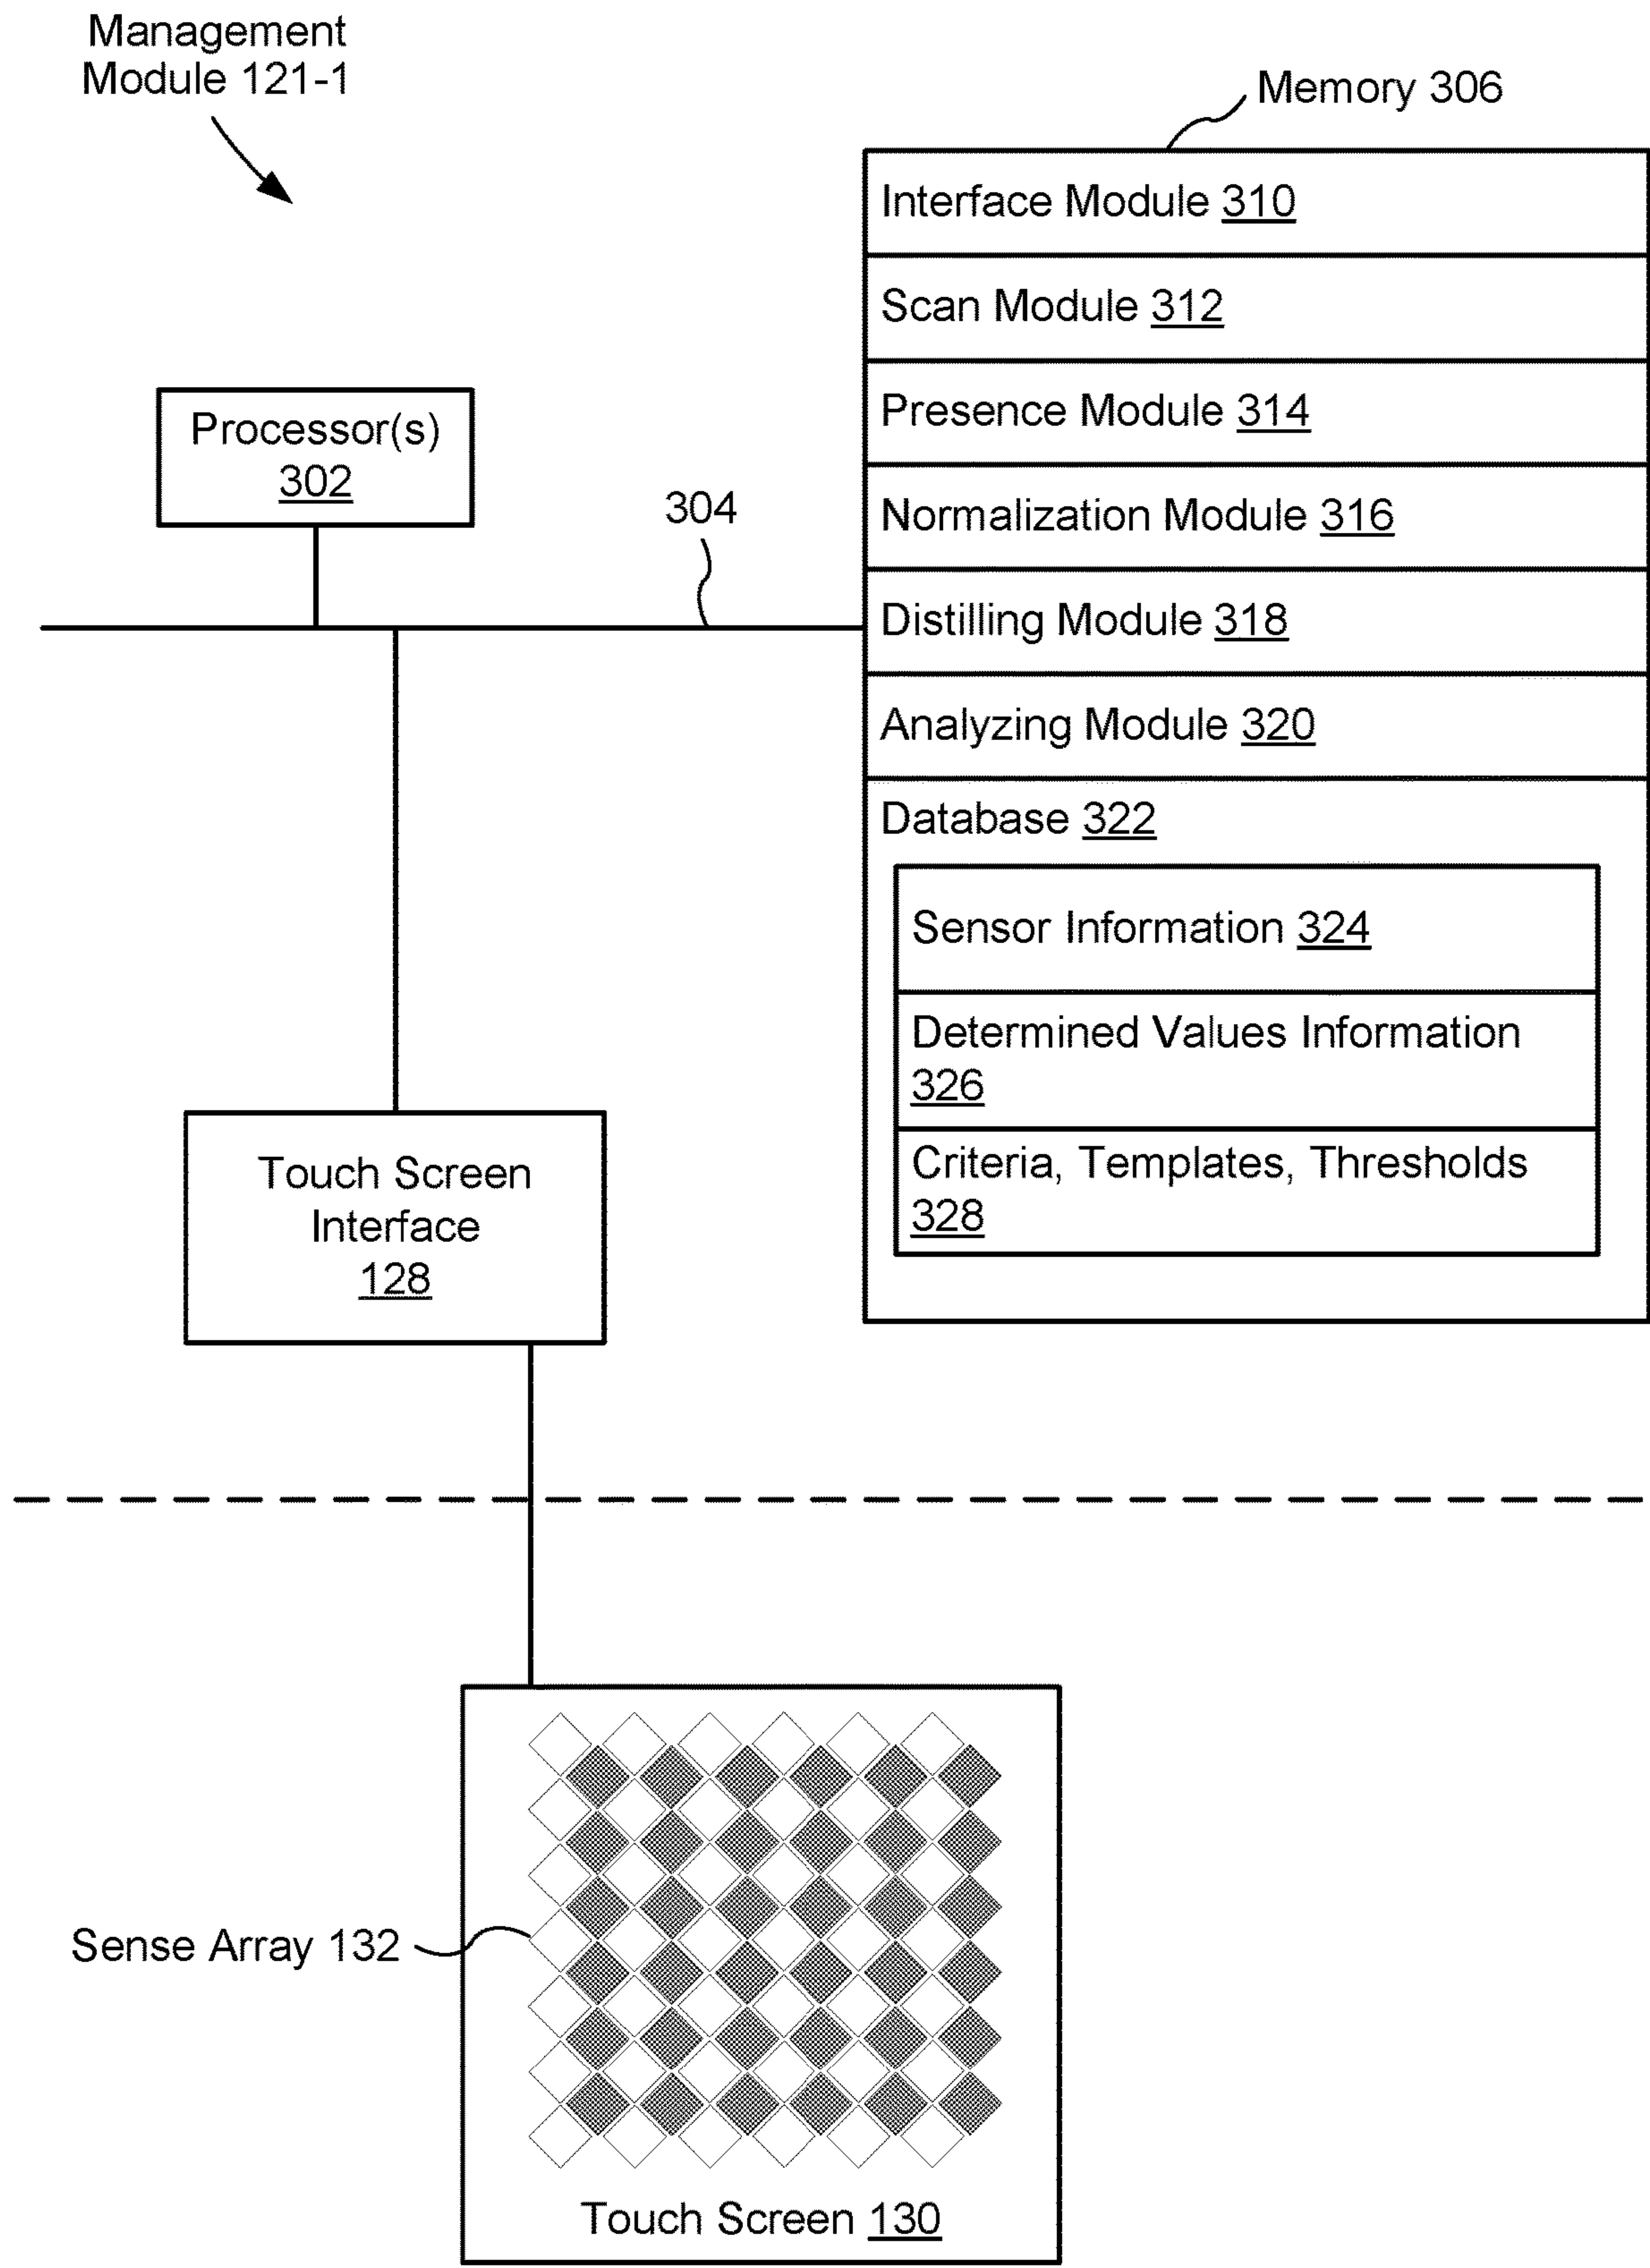 Management
Module 121-1
Memory 306
Interface Module 310
Scan Module 312
Presence Module 314
Normalization Module 316
Distilling Module 318
Analyzing Module 320
Database 322
Sensor Information 324
Determined Values Information
326
Criteria, Templates, Thresholds
328
Processor(s)
302
304
Touch Screen
Interface
128
Sense Array 132
Touch Screen 130